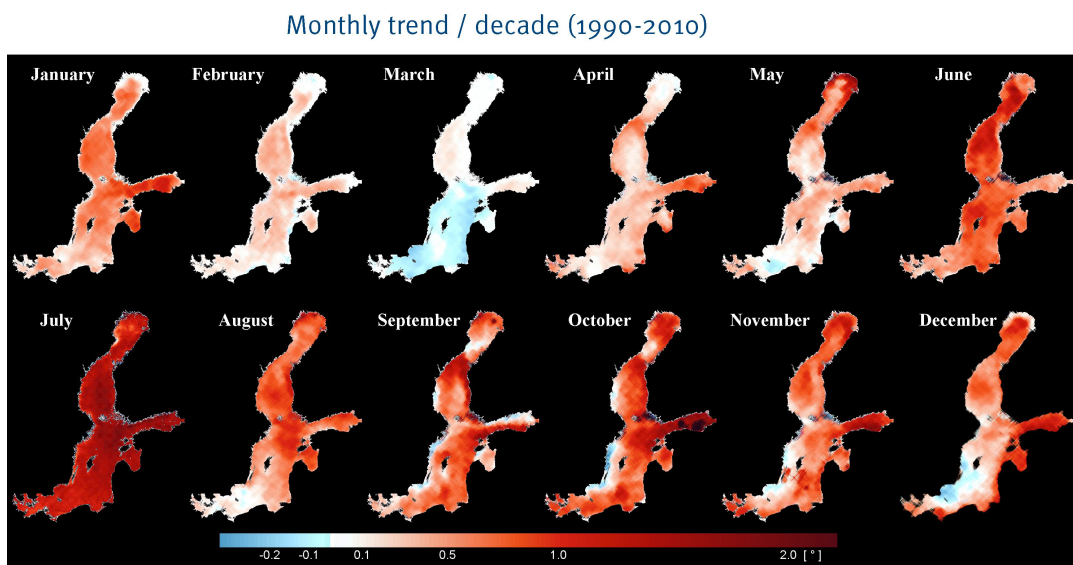 Monthly trend / decade (1990-2010)
January February March April May June
July August September October November December
-0.2 -0.1 0.1 0.5 1.0 2.0 [ ° ]